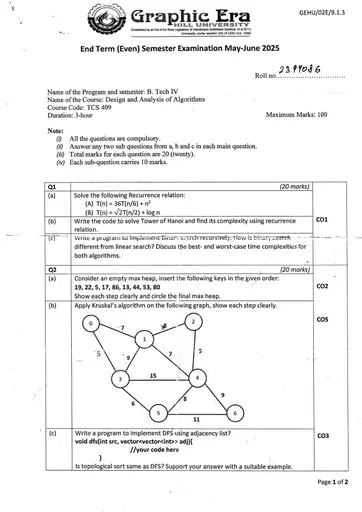 GEHU/02E/9.1.3
Graphic Era
HILL UNIVERSITY
End Term (Even) Semester Examination May-June 2025
Roll no.
Name of the Program and semester: B. Tech IV
Name of the Course: Design and Analysis of Algorithms
Course Code: TCS 409
Duration: 3-hour Maximum Marks: 100
Note:
(i) All the questions are compulsory.
(ii) Answer any two sub questions from a, b and c in each main question.
(iii) Total marks for each question are 20 (twenty).
(iv) Each sub-question carries 10 marks.
Q1 (20 marks)
(a) Solve the following Recurrence relation:
(A) T(n) = 36T(n/6) + n²
(B) T(n) = √2T(n/2) + log n
(b) Write the code to solve Tower of Hanoi and find its complexity using recurrence CO1
relation.
(c) Write a program to implement binary search recursively. How is binary search
different from linear search? Discuss the best- and worst-case time complexities for
both algorithms.
Q2 (20 marks)
(a) Consider an empty max heap, insert the following keys in the given order: CO2
19, 22, 5, 17, 86, 13, 44, 53, 80
Show each step clearly and circle the final max heap.
(b) Apply Kruskal's algorithm on the following graph, show each step clearly. CO5
0 2
7
1
5 9 7 3
3 15 4
6 8 9
5 6
11
(c) Write a program to implement DFS using adjacency list? CO3
void dfs(int src, vector<vector<int>> adj){
//your code here
}
Is topological sort same as DFS? Support your answer with a suitable example.
Page 1 of 2